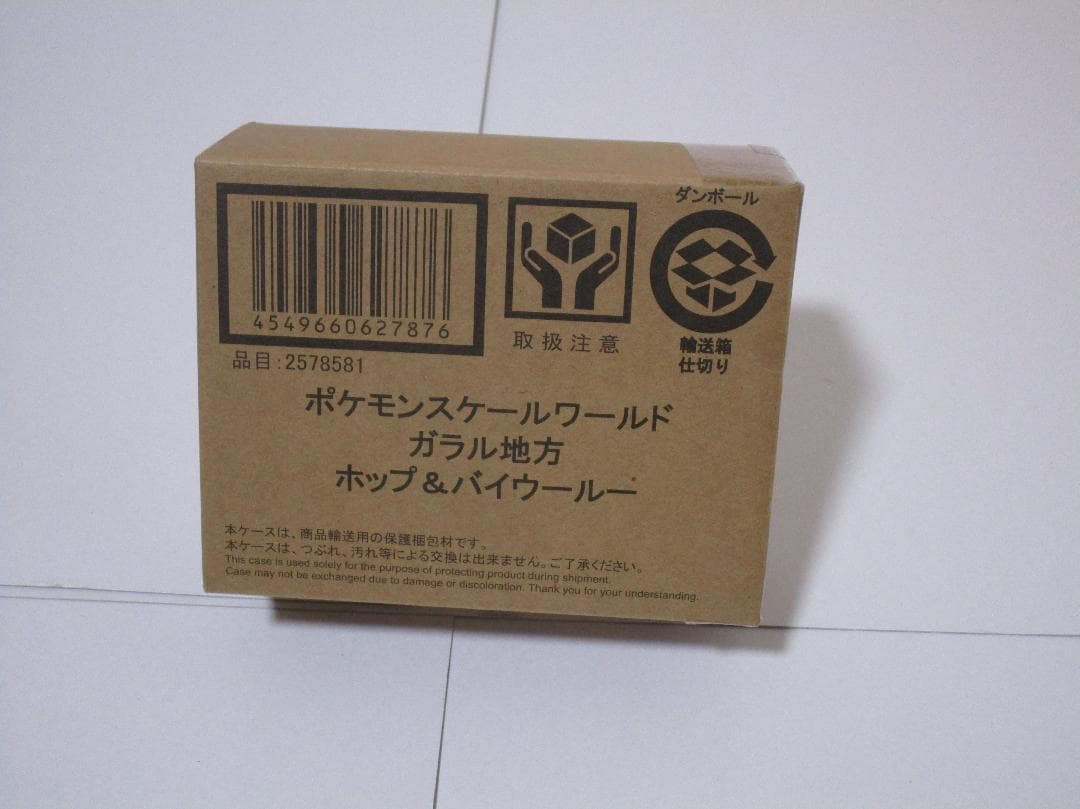 4549660627876
品目:2578581
取扱注意
ダンボール
輸送箱
仕切り
ポケモンスケールワールド
ガラル地方
ホップ&バイウールー
本ケースは、商品輸送用の保護梱包材です。
本ケースは、つぶれ、汚れ等による交換は出来ません。ご了承ください。
This case is used solely for the purpose of protecting product during shipment.
Case may not be exchanged due to damage or discoloration. Thank you for your understanding.